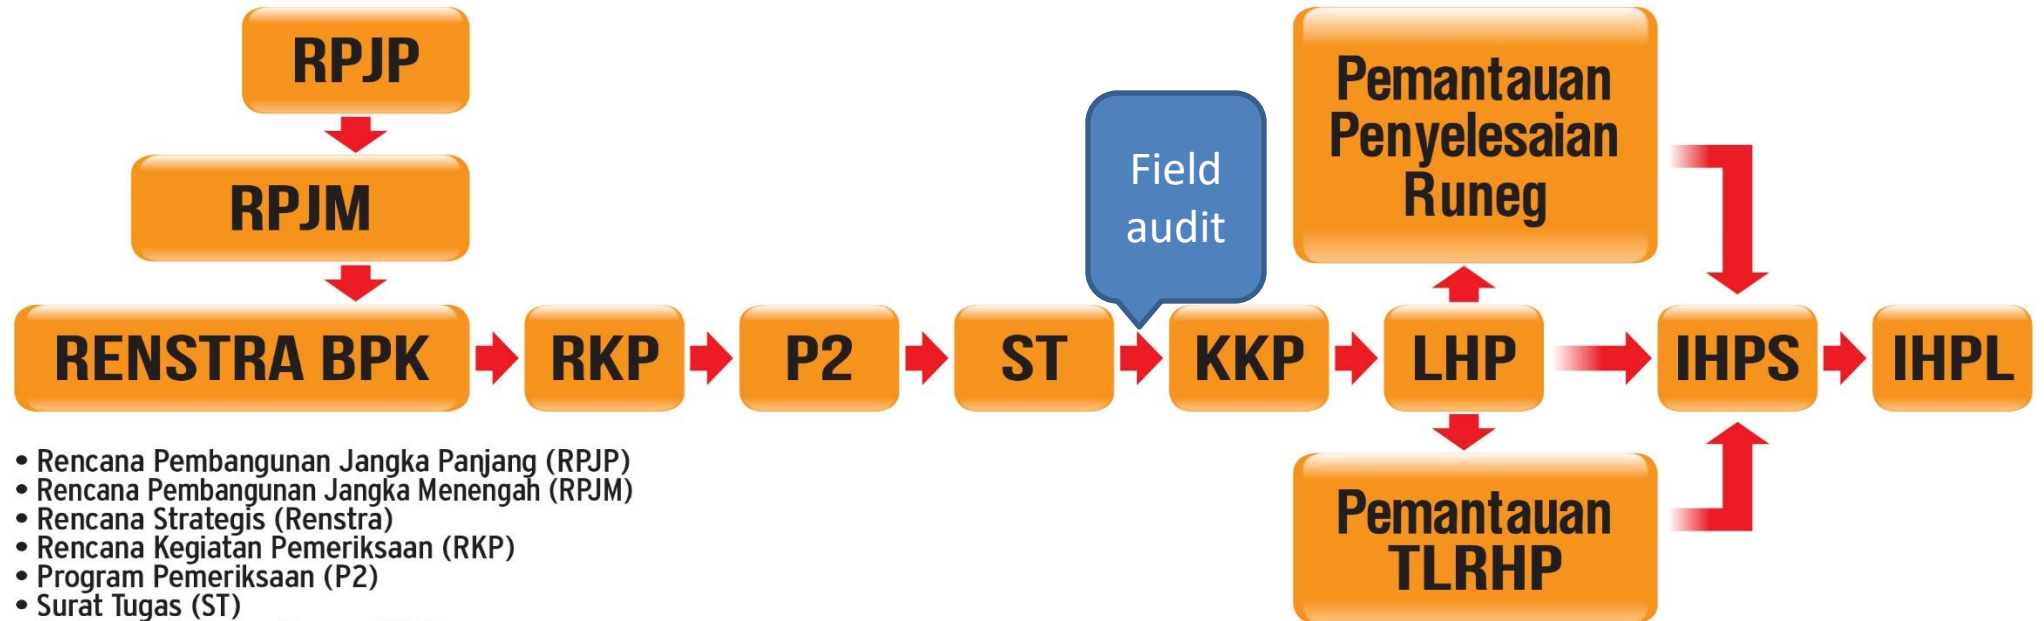 RPJP
RPJM
RENSTRA BPK
RKP
P2
ST
Field
audit
KKP
LHP
Pemantauan
Penyelesaian
Runeg
Pemantauan
TLRHP
IHPS
IHPL
• Rencana Pembangunan Jangka Panjang (RPJP)
• Rencana Pembangunan Jangka Menengah (RPJM)
• Rencana Strategis (Renstra)
• Rencana Kegiatan Pemeriksaan (RKP)
• Program Pemeriksaan (P2)
• Surat Tugas (ST)